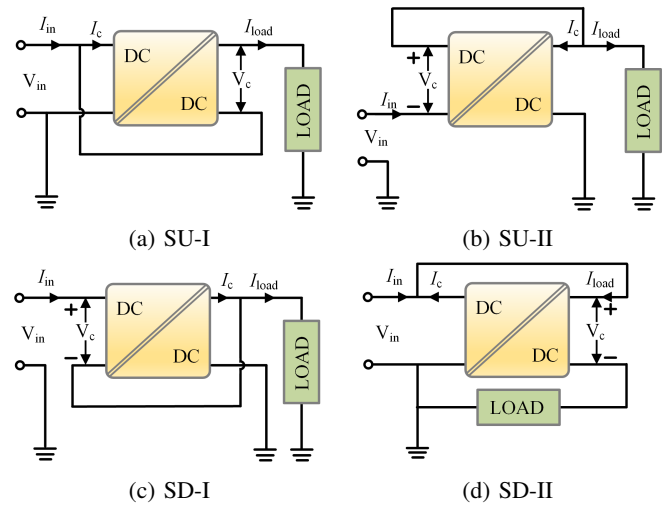 I_in I_c I_load
DC
V_in V_c
DC
LOAD
(a) SU-I
I_c I_load
DC
+
V_c
I_in −
DC
V_in
LOAD
(b) SU-II
I_in I_c I_load
+
DC
V_in V_c
−
DC
LOAD
(c) SD-I
I_in I_c I_load
+
DC
V_in V_c
DC
−
LOAD
(d) SD-II